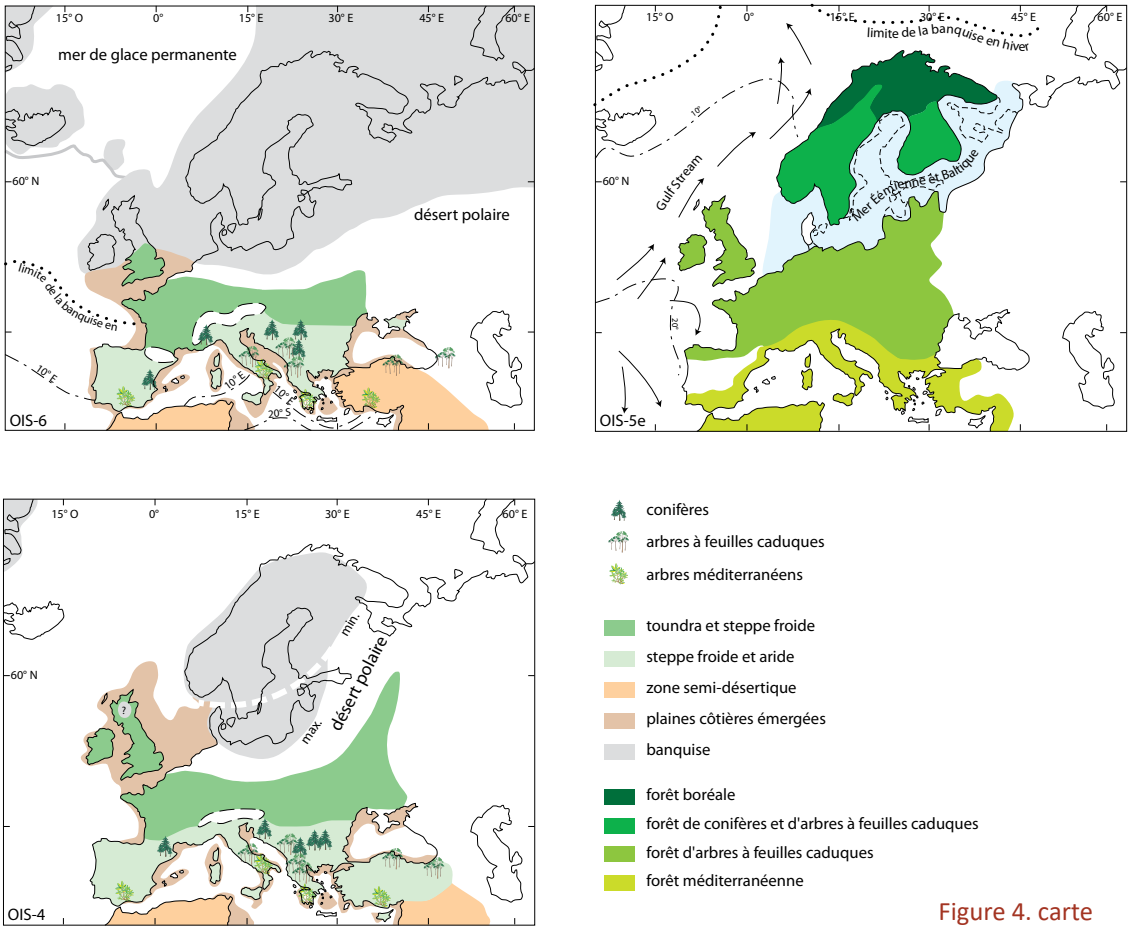 15° O 0° 15° E 30° E 45° E 60° E
mer de glace permanente
60° N
désert polaire
limite
de la banquise en
10° E
10° E
10° E
20° S
OIS-6
15° O 0° 15° E 30° E 45° E 60° E
limite de la banquise en hiver
10°
Gulf Stream
60° N
Mer Éemienne et Baltique
20°
OIS-5e
15° O 0° 15° E 30° E 45° E 60° E
min.
60° N
désert polaire
?
max.
OIS-4
conifères
arbres à feuilles caduques
arbres méditerranéens
toundra et steppe froide
steppe froide et aride
zone semi-désertique
plaines côtières émergées
banquise
forêt boréale
forêt de conifères et d'arbres à feuilles caduques
forêt d'arbres à feuilles caduques
forêt méditerranéenne
Figure 4. carte